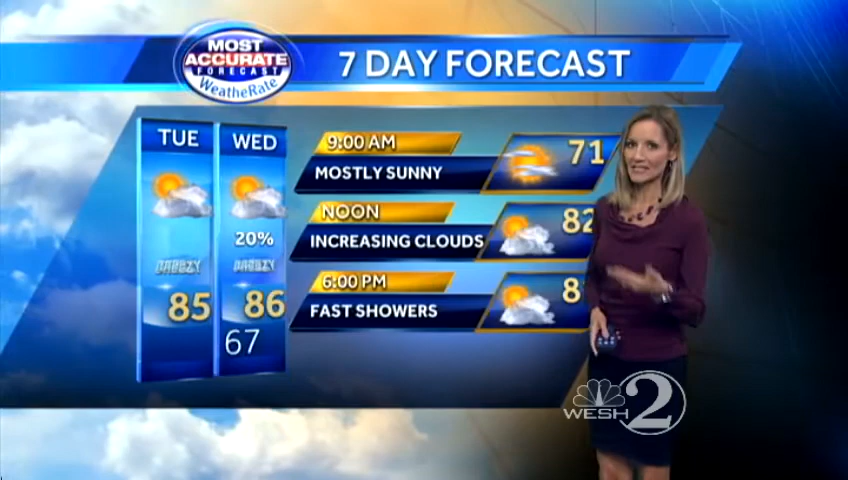 MOST
ACCURATE
FORECAST
WeatheRate
7 DAY FORECAST
TUE
BREEZY
85
WED
20%
BREEZY
86
67
9:00 AM
MOSTLY SUNNY
71
NOON
INCREASING CLOUDS
82
6:00 PM
FAST SHOWERS
WESH 2